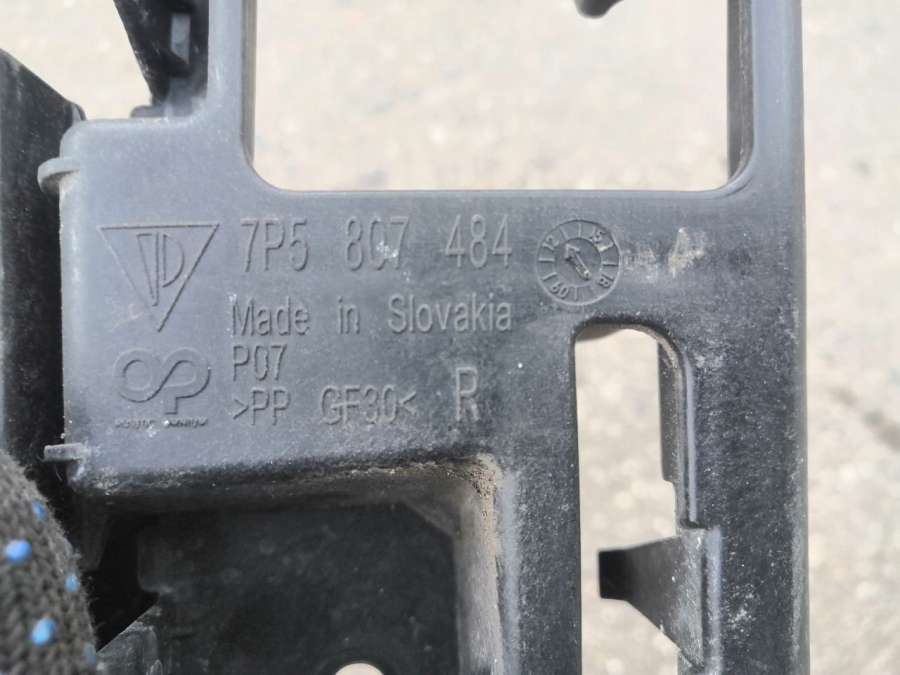 7P5 807 484
Made in Slovakia
P07
>PP GF30< R